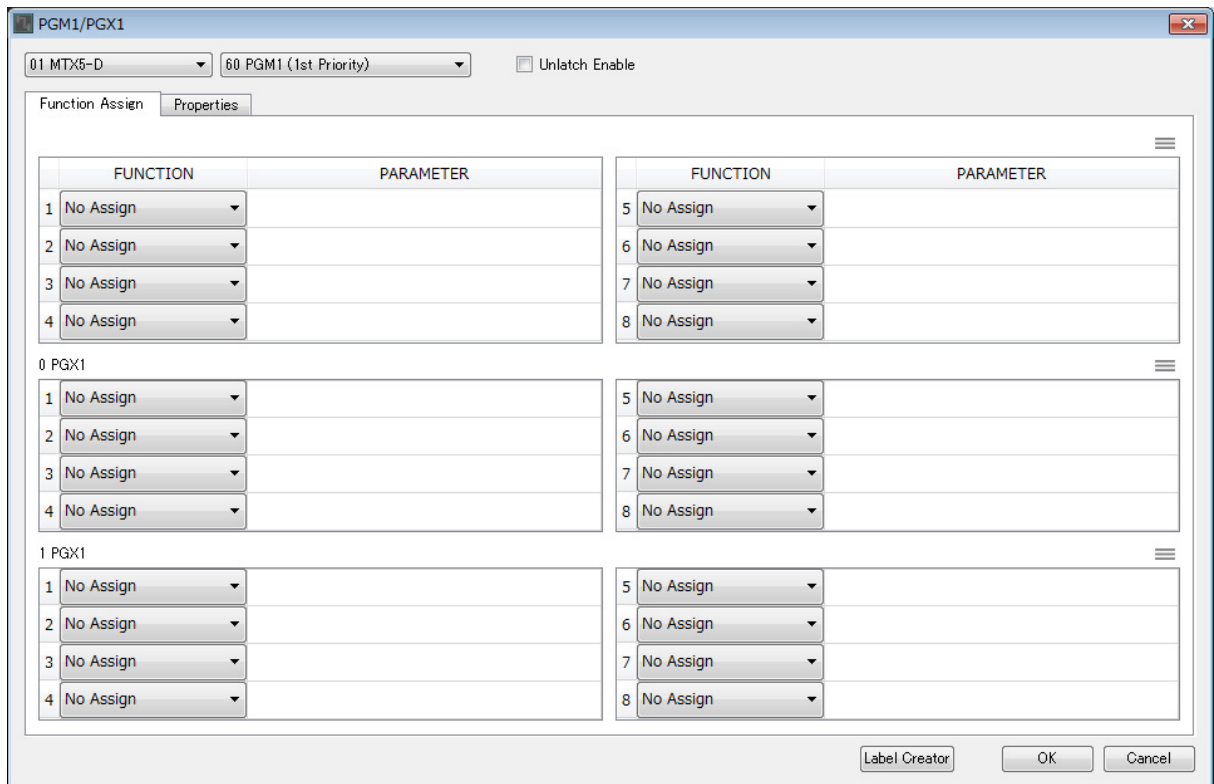 PGM1/PGX1
01 MTX5-D 60 PGM1 (1st Priority) Unlatch Enable
Function Assign Properties
FUNCTION PARAMETER FUNCTION PARAMETER
1 No Assign 5 No Assign
2 No Assign 6 No Assign
3 No Assign 7 No Assign
4 No Assign 8 No Assign
0 PGX1
1 No Assign 5 No Assign
2 No Assign 6 No Assign
3 No Assign 7 No Assign
4 No Assign 8 No Assign
1 PGX1
1 No Assign 5 No Assign
2 No Assign 6 No Assign
3 No Assign 7 No Assign
4 No Assign 8 No Assign
Label Creator OK Cancel